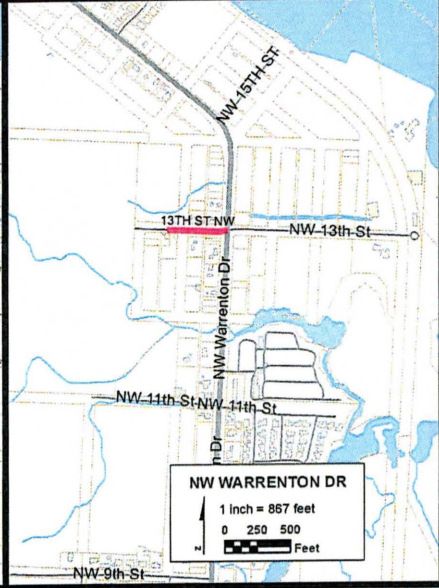 NW 15TH ST
13TH ST NW
NW-13th-St
NW Warrenton Dr
NW-11th-St-NW-11th-St
n Dr
NW WARRENTON DR
1 inch = 867 feet
0 250 500
Feet
z
NW-9th-St